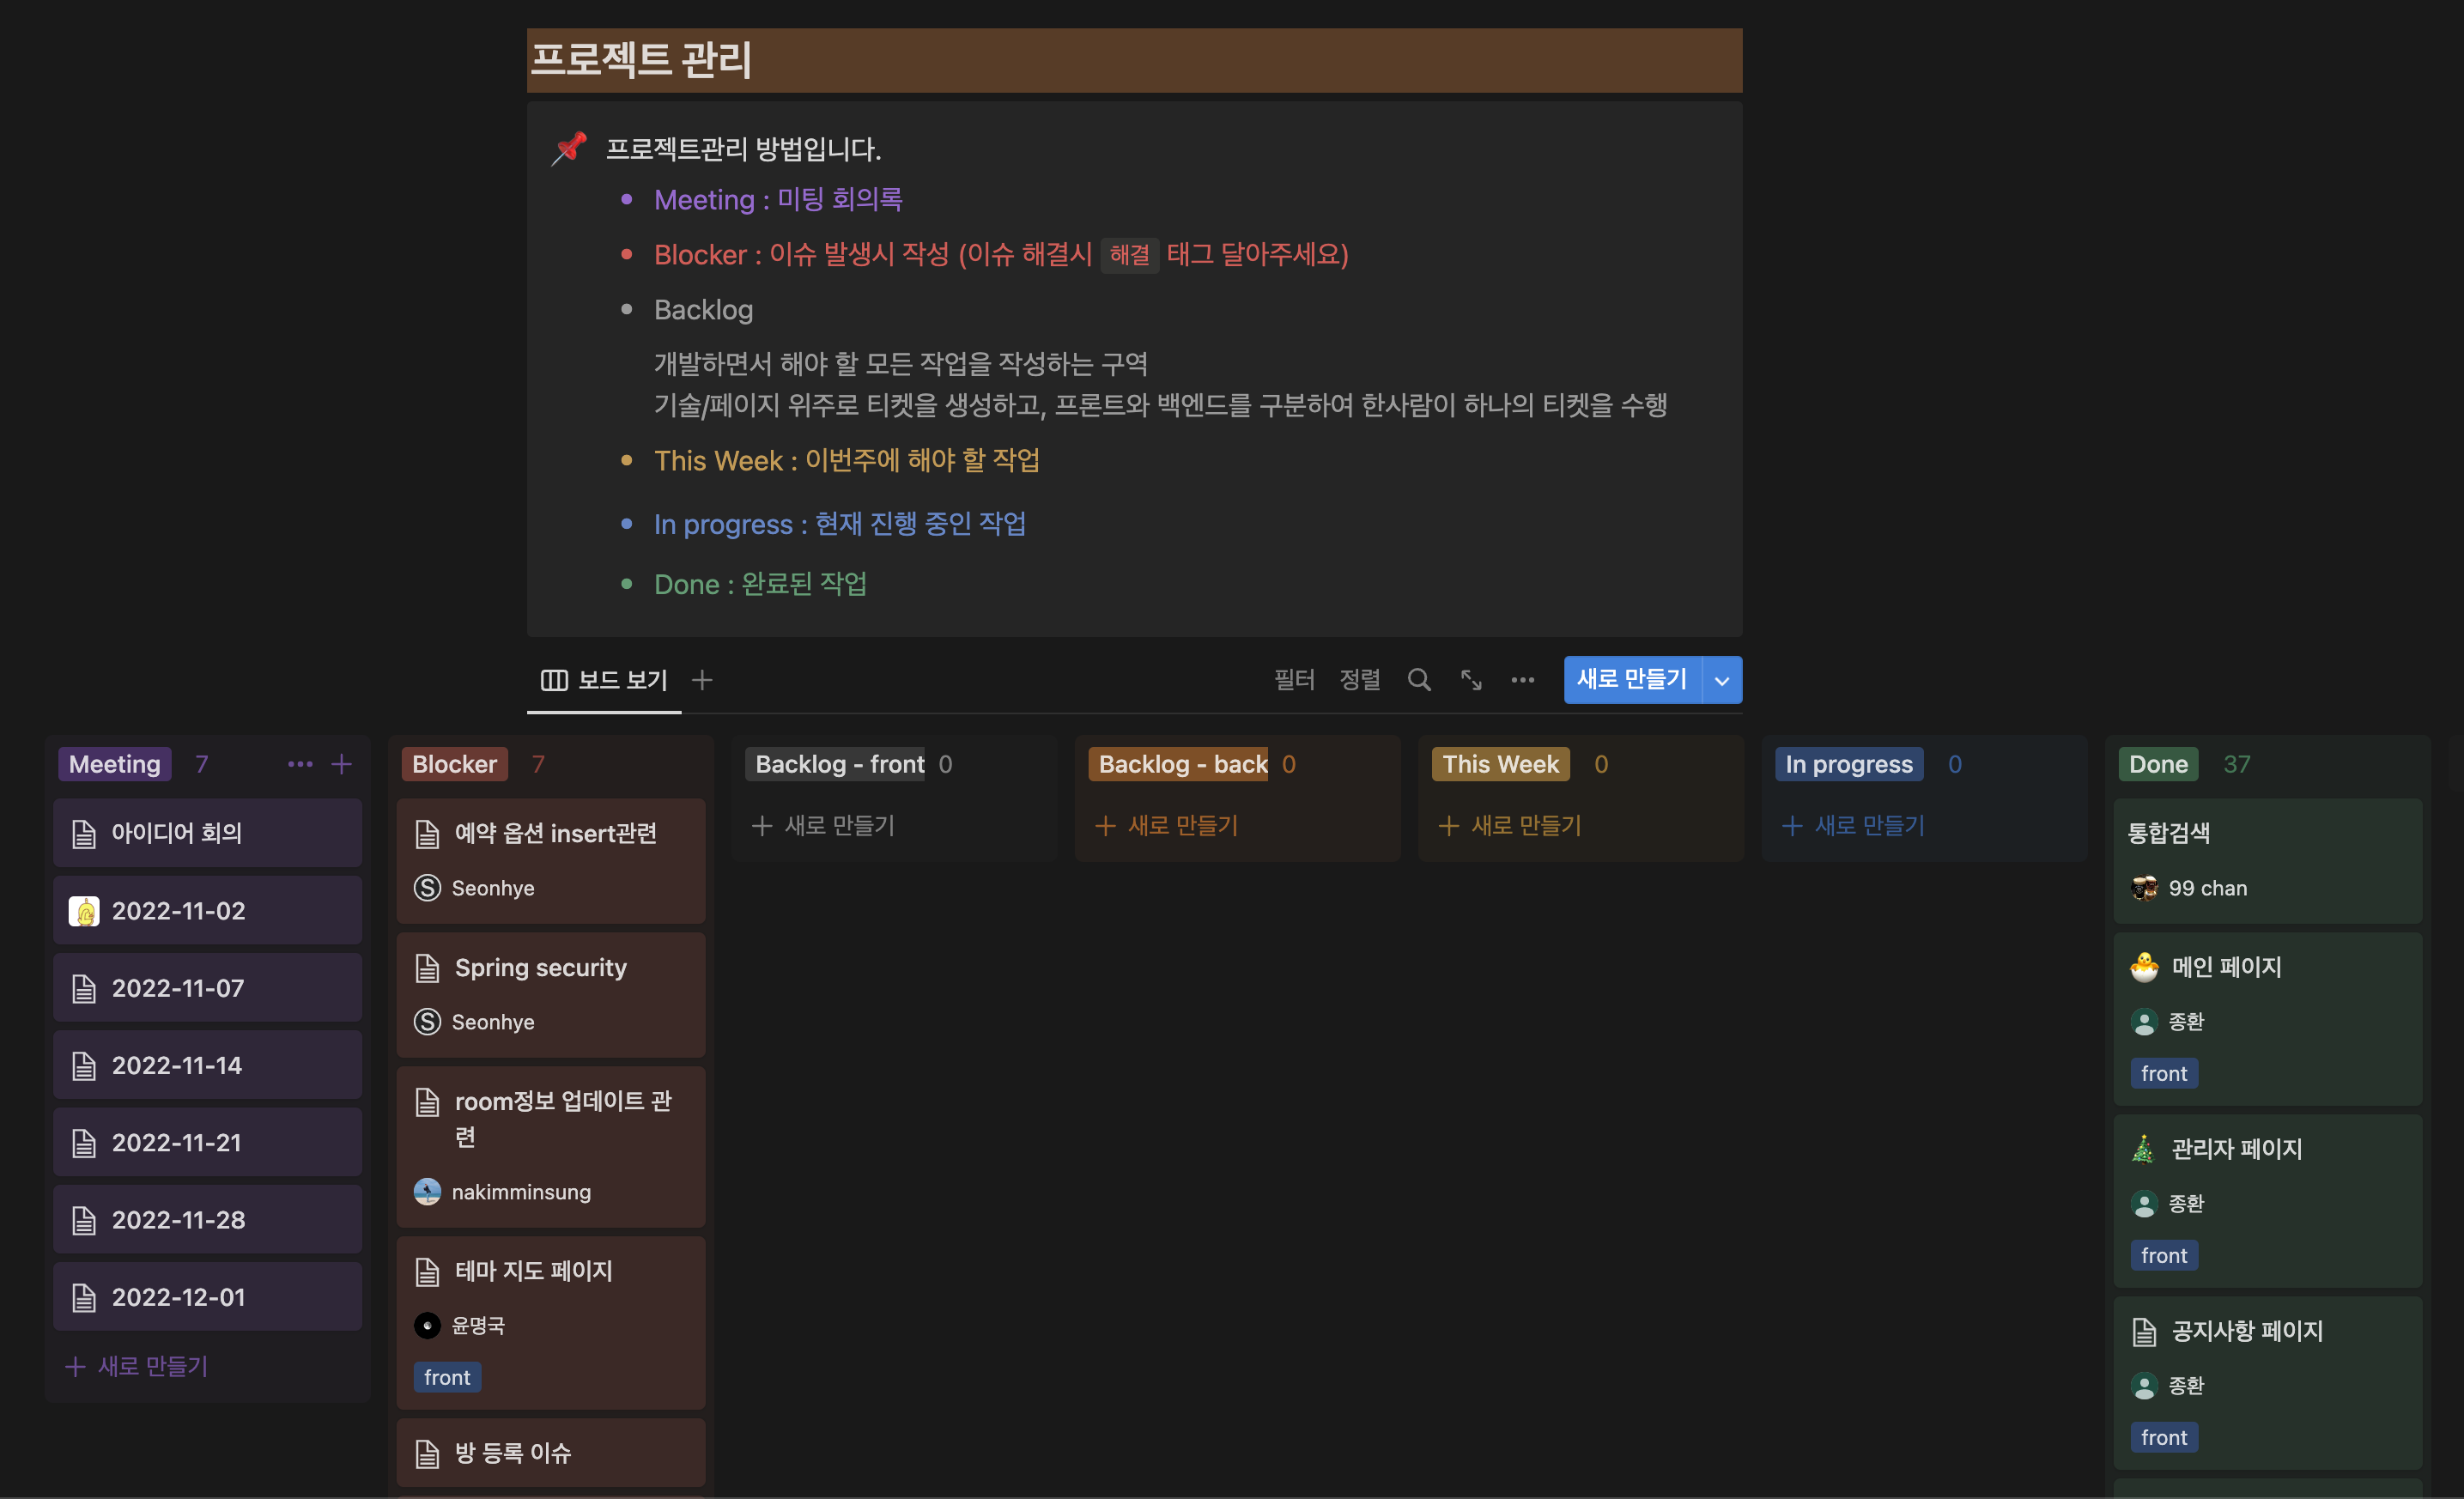 프로젝트 관리
프로젝트관리 방법입니다.
Meeting : 미팅 회의록
Blocker : 이슈 발생시 작성 (이슈 해결시 해결 태그 달아주세요)
Backlog
개발하면서 해야 할 모든 작업을 작성하는 구역
기술/페이지 위주로 티켓을 생성하고, 프론트와 백엔드를 구분하여 한사람이 하나의 티켓을 수행
This Week : 이번주에 해야 할 작업
In progress : 현재 진행 중인 작업
Done : 완료된 작업
보드 보기
필터 정렬 새로 만들기
Meeting 7
아이디어 회의
2022-11-02
2022-11-07
2022-11-14
2022-11-21
2022-11-28
2022-12-01
새로 만들기
Blocker 7
예약 옵션 insert관련
Seonhye
Spring security
Seonhye
room정보 업데이트 관
련
nakimminsung
테마 지도 페이지
윤명국
front
방 등록 이슈
Backlog - front 0
새로 만들기
Backlog - back 0
새로 만들기
This Week 0
새로 만들기
In progress 0
새로 만들기
Done 37
통합검색
99 chan
메인 페이지
종환
front
관리자 페이지
종환
front
공지사항 페이지
종환
front